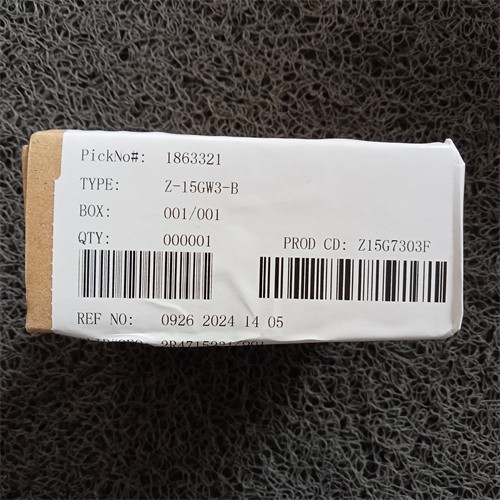 PickNo#: 1863321
TYPE: Z-15GW3-B
BOX: 001/001
QTY: 000001 PROD CD: Z15G7303F
REF NO: 0926 2024 14 05